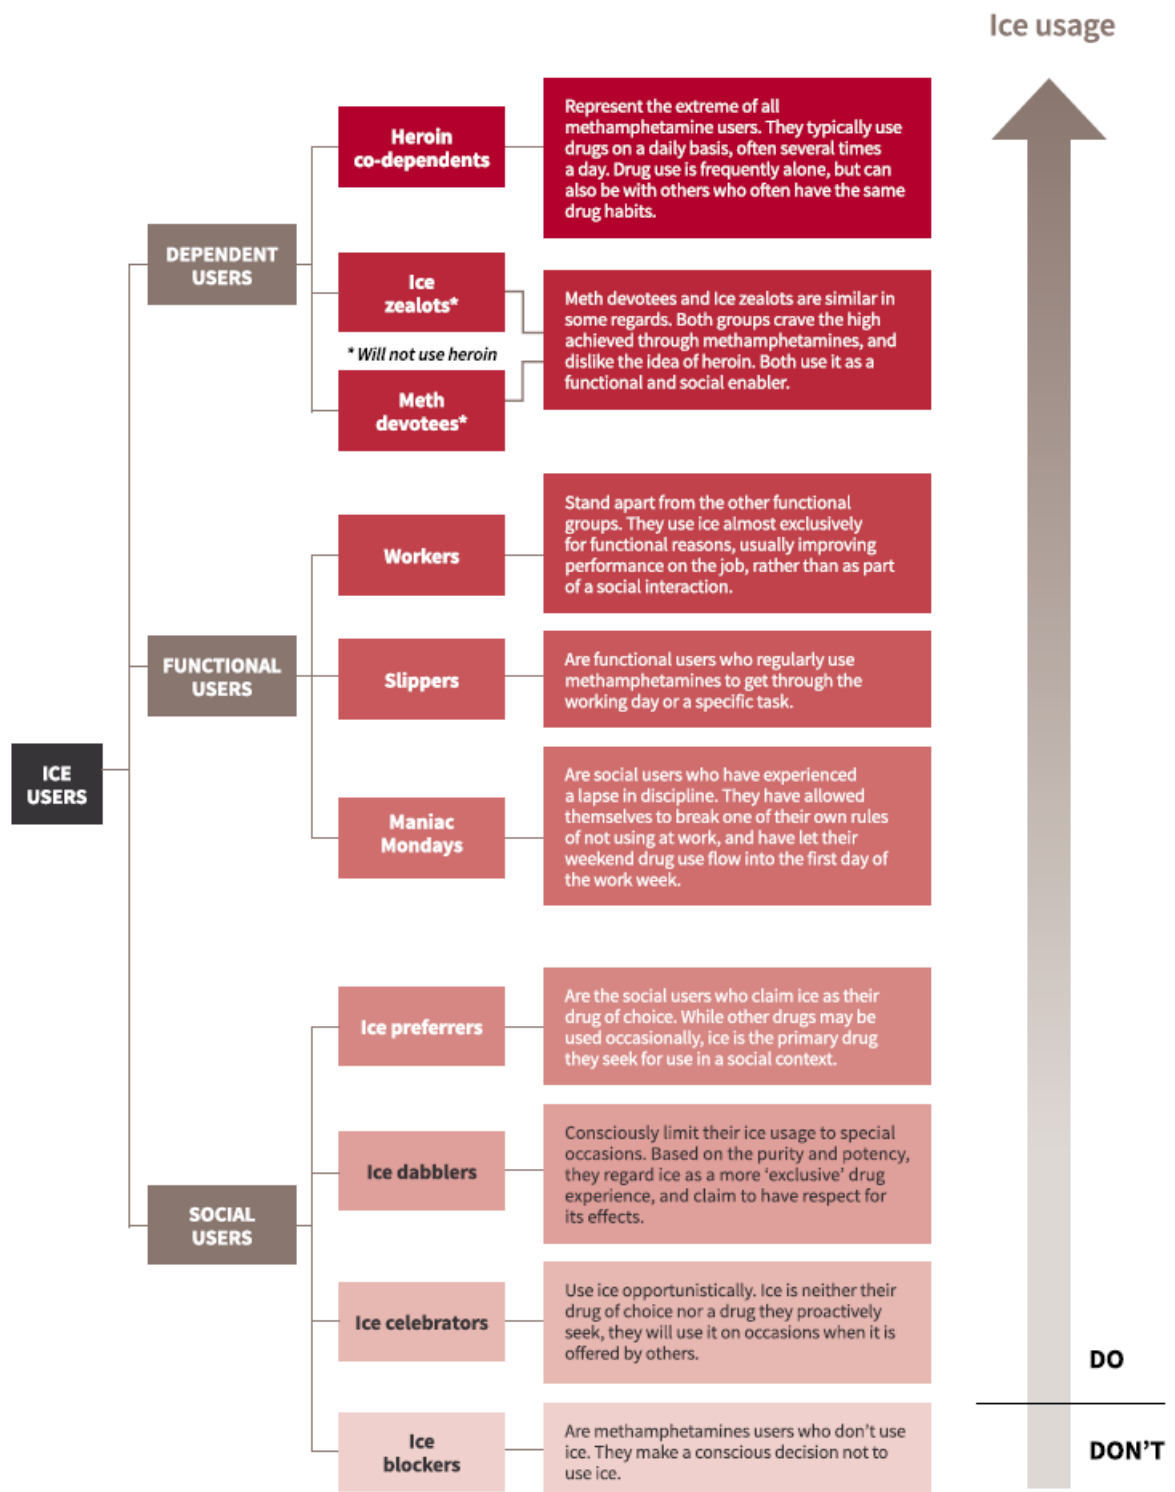 Ice usage
Heroin
co-dependents
Represent the extreme of all
methamphetamine users. They typically use
drugs on a daily basis, often several times
a day. Drug use is frequently alone, but can
also be with others who often have the same
drug habits.
DEPENDENT
USERS
Ice
zealots*
* Will not use heroin
Meth
devotees*
Meth devotees and Ice zealots are similar in
some regards. Both groups crave the high
achieved through methamphetamines, and
dislike the idea of heroin. Both use it as a
functional and social enabler.
Workers
Stand apart from the other functional
groups. They use ice almost exclusively
for functional reasons, usually improving
performance on the job, rather than as part
of a social interaction.
FUNCTIONAL
USERS
Slippers
Are functional users who regularly use
methamphetamines to get through the
working day or a specific task.
ICE
USERS
Maniac
Mondays
Are social users who have experienced
a lapse in discipline. They have allowed
themselves to break one of their own rules
of not using at work, and have let their
weekend drug use flow into the first day of
the work week.
Ice preferrers
Are the social users who claim ice as their
drug of choice. While other drugs may be
used occasionally, ice is the primary drug
they seek for use in a social context.
Ice dabblers
Consciously limit their ice usage to special
occasions. Based on the purity and potency,
they regard ice as a more ‘exclusive’ drug
experience, and claim to have respect for
its effects.
SOCIAL
USERS
Ice celebrators
Use ice opportunistically. Ice is neither their
drug of choice nor a drug they proactively
seek, they will use it on occasions when it is
offered by others.
DO
Ice
blockers
Are methamphetamines users who don’t use
ice. They make a conscious decision not to
use ice.
DON’T